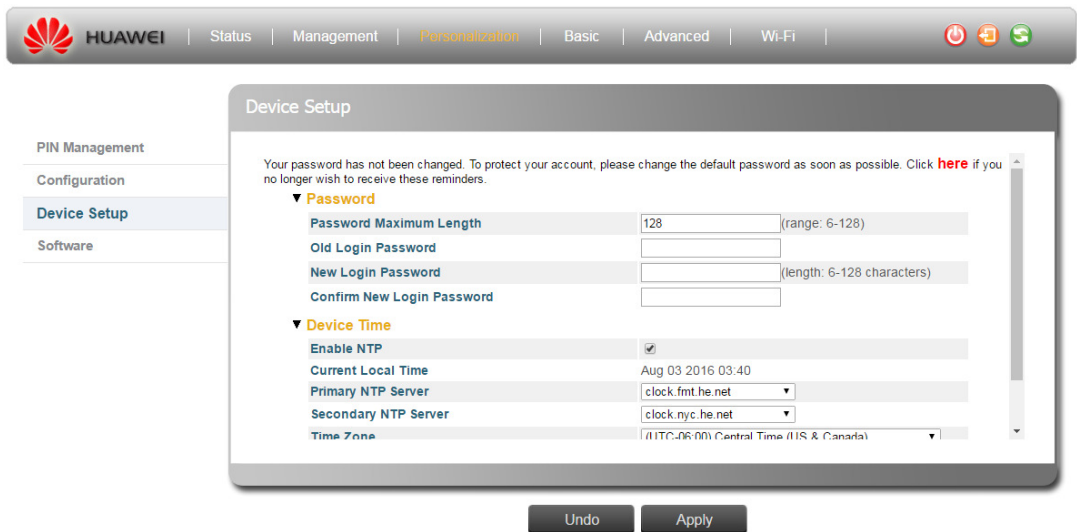 HUAWEI | Status | Management | Personalization | Basic | Advanced | Wi-Fi |
Device Setup
PIN Management
Configuration
Device Setup
Software
Your password has not been changed. To protect your account, please change the default password as soon as possible. Click here if you
no longer wish to receive these reminders.
▼ Password
Password Maximum Length 128 (range: 6-128)
Old Login Password
New Login Password (length: 6-128 characters)
Confirm New Login Password
▼ Device Time
Enable NTP
Current Local Time Aug 03 2016 03:40
Primary NTP Server clock.fmt.he.net
Secondary NTP Server clock.nyc.he.net
Time Zone (UTC-06:00) Central Time (US & Canada)
Undo Apply